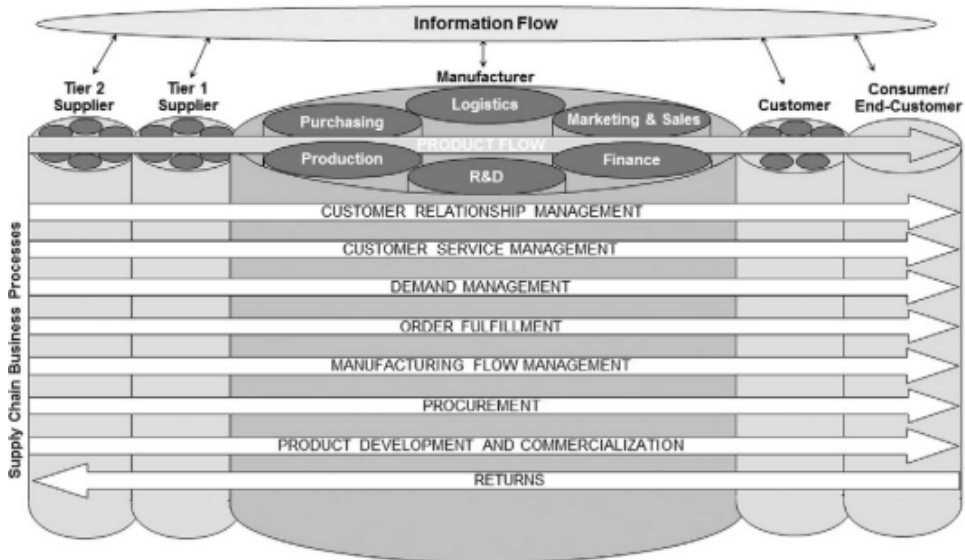 Information Flow
Tier 2
Supplier
Tier 1
Supplier
Manufacturer
Customer
Consumer/
End-Customer
Logistics
Purchasing
Marketing & Sales
PRODUCT FLOW
Production
Finance
R&D
Supply Chain Business Processes
CUSTOMER RELATIONSHIP MANAGEMENT
CUSTOMER SERVICE MANAGEMENT
DEMAND MANAGEMENT
ORDER FULFILLMENT
MANUFACTURING FLOW MANAGEMENT
PROCUREMENT
PRODUCT DEVELOPMENT AND COMMERCIALIZATION
RETURNS